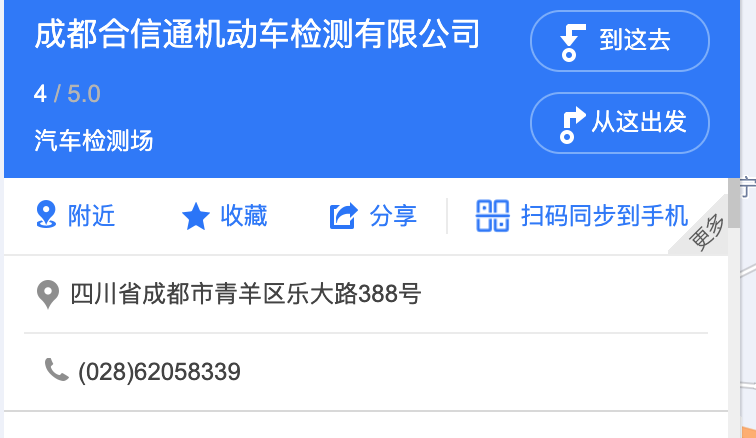 成都合信通机动车检测有限公司
到这去
4 / 5.0
从这出发
汽车检测场
附近 收藏 分享 扫码同步到手机
更多
四川省成都市青羊区乐大路388号
(028)62058339